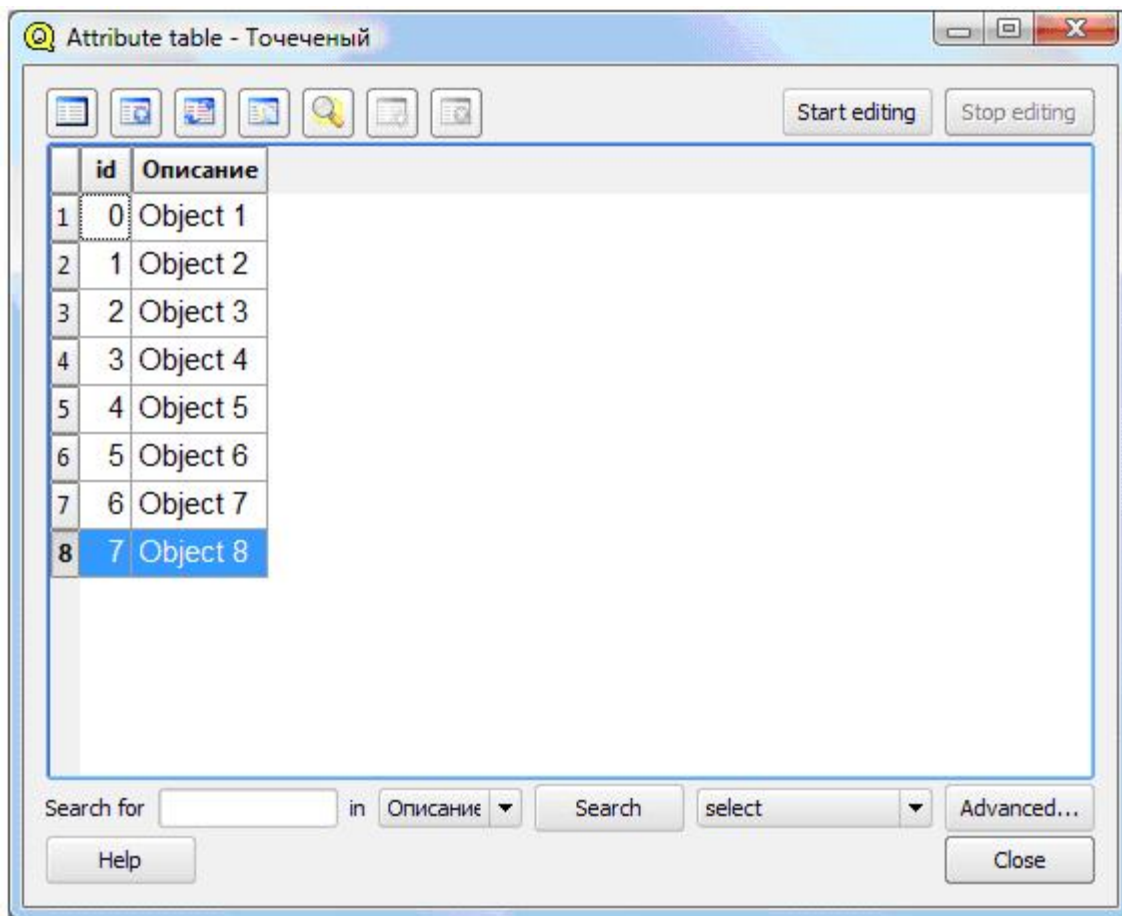 Attribute table - Точеченый
Start editing Stop editing
id Описание
1 0 Object 1
2 1 Object 2
3 2 Object 3
4 3 Object 4
5 4 Object 5
6 5 Object 6
7 6 Object 7
8 7 Object 8
Search for in Описание Search select Advanced...
Help Close